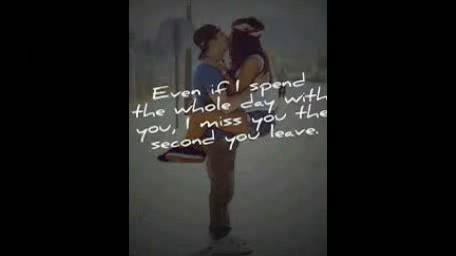 Even if I spend
the whole day with
you, I miss you the
second you leave.